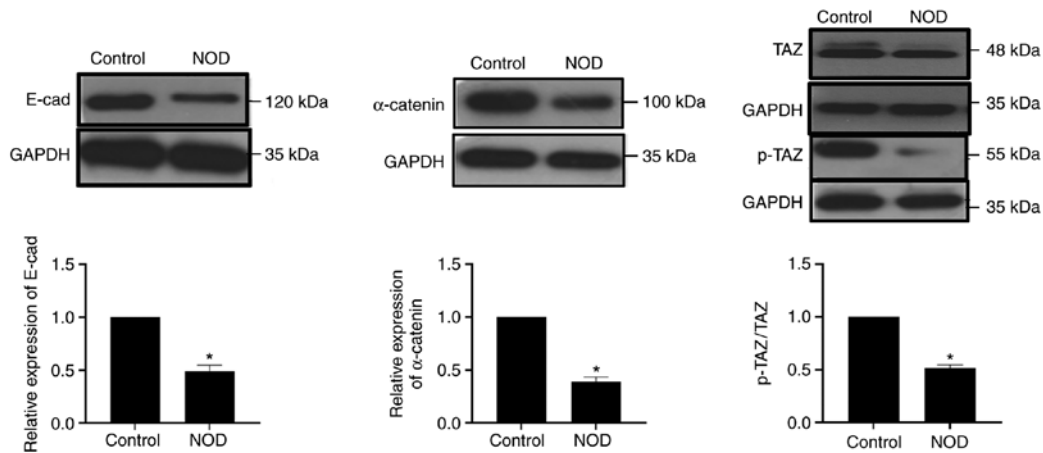 Control NOD
E-cad
120 kDa
GAPDH
35 kDa
Control NOD
α-catenin
100 kDa
GAPDH
35 kDa
Control NOD
TAZ
48 kDa
GAPDH
35 kDa
p-TAZ
55 kDa
GAPDH
35 kDa
Relative expression of E-cad
1.5
1.0
0.5
0.0
*
Control NOD
Relative expression
of α-catenin
1.5
1.0
0.5
0.0
*
Control NOD
p-TAZ/TAZ
1.5
1.0
0.5
0.0
*
Control NOD